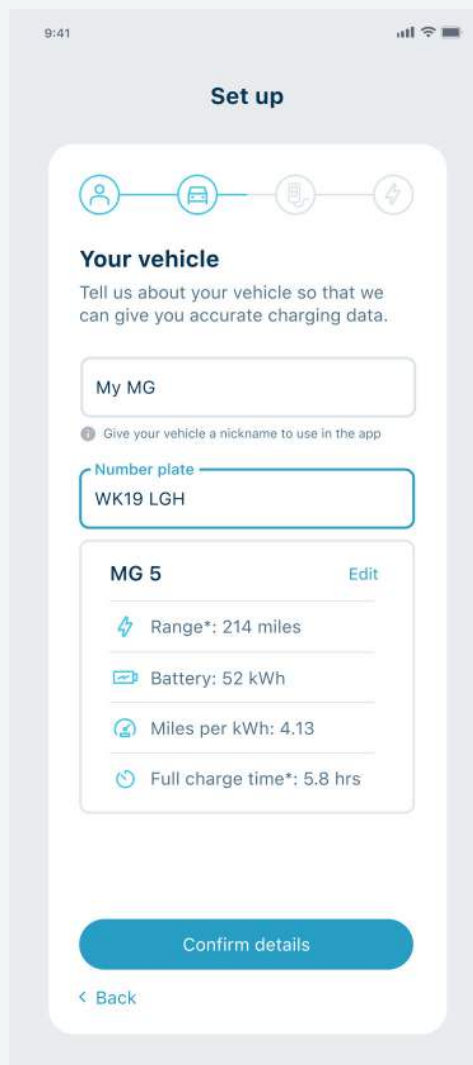 9:41
Set up
Your vehicle
Tell us about your vehicle so that we
can give you accurate charging data.
My MG
Give your vehicle a nickname to use in the app
Number plate
WK19 LGH
MG 5
Edit
Range*: 214 miles
Battery: 52 kWh
Miles per kWh: 4.13
Full charge time*: 5.8 hrs
Confirm details
< Back